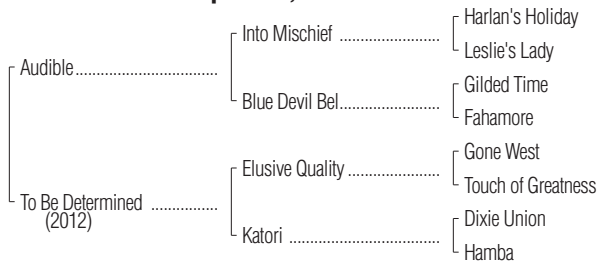 Harlan's Holiday
Into Mischief ....................
Leslie's Lady
Audible............................
Gilded Time
Blue Devil Bel....................
Fahamore
Gone West
Elusive Quality ..................
Touch of Greatness
To Be Determined .............
(2012)
Dixie Union
Katori ..............................
Hamba